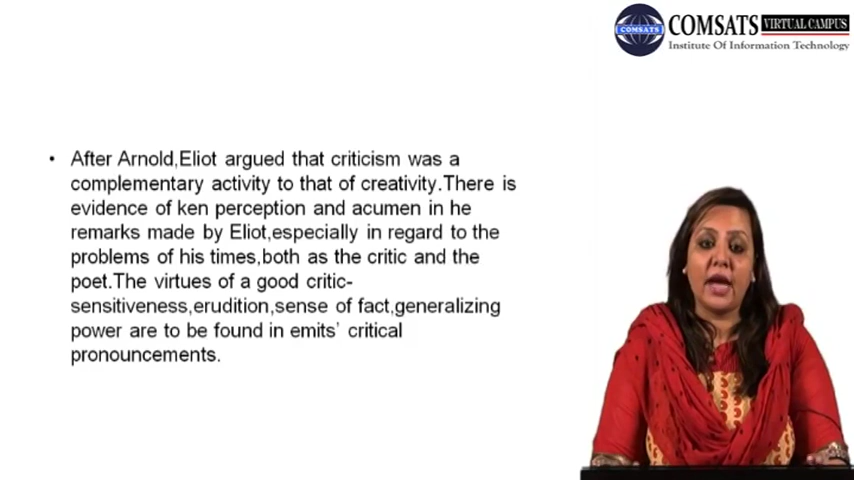 COMSATS
COMSATS VIRTUAL CAMPUS
Institute Of Information Technology
• After Arnold,Eliot argued that criticism was a
complementary activity to that of creativity.There is
evidence of ken perception and acumen in he
remarks made by Eliot,especially in regard to the
problems of his times,both as the critic and the
poet.The virtues of a good critic-
sensitiveness,erudition,sense of fact,generalizing
power are to be found in emits’ critical
pronouncements.